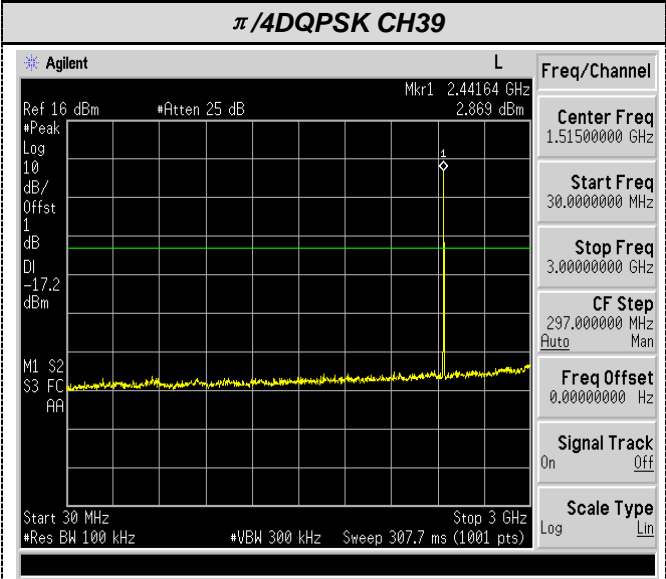 π/4DQPSK CH39
Agilent
L
Mkr1 2.44164 GHz
Ref 16 dBm #Atten 25 dB 2.869 dBm
#Peak
Log
10
dB/
Offst
1
dB
DI
-17.2
dBm
M1 S2
S3 FC
AA
1
Start 30 MHz Stop 3 GHz
#Res BW 100 kHz #VBW 300 kHz Sweep 307.7 ms (1001 pts)
Freq/Channel
Center Freq
1.51500000 GHz
Start Freq
30.0000000 MHz
Stop Freq
3.00000000 GHz
CF Step
297.000000 MHz
Auto Man
Freq Offset
0.00000000 Hz
Signal Track
On Off
Scale Type
Log Lin